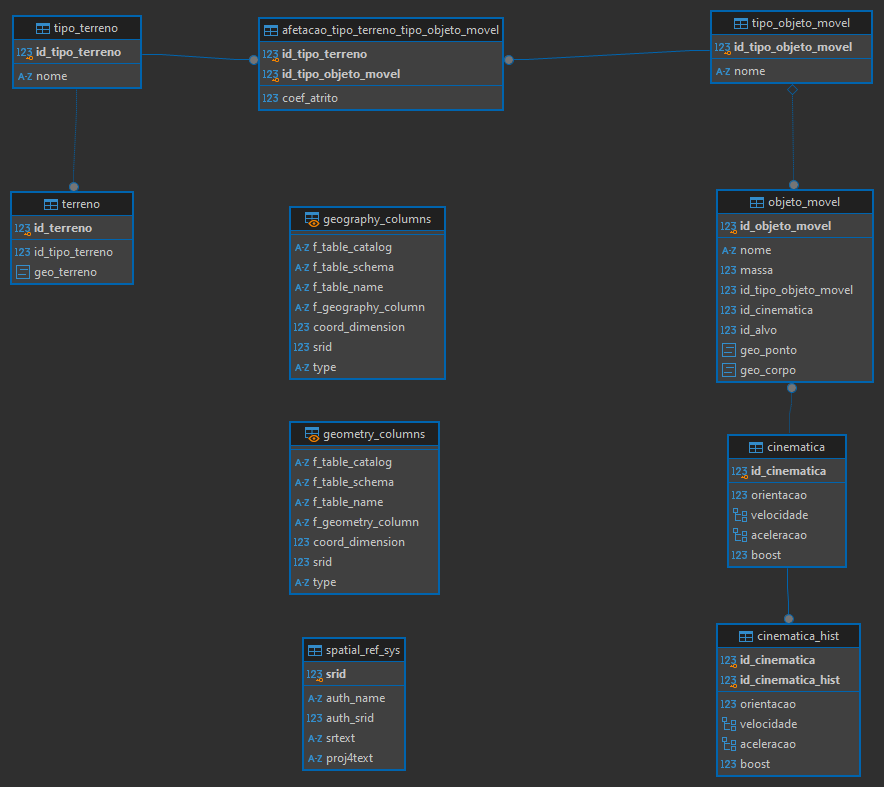 tipo_terreno
123 id_tipo_terreno
A-Z nome
afetacao_tipo_terreno_tipo_objeto_movel
123 id_tipo_terreno
123 id_tipo_objeto_movel
123 coef_atrito
tipo_objeto_movel
123 id_tipo_objeto_movel
A-Z nome
terreno
123 id_terreno
123 id_tipo_terreno
geo_terreno
geography_columns
A-Z f_table_catalog
A-Z f_table_schema
A-Z f_table_name
A-Z f_geography_column
123 coord_dimension
123 srid
A-Z type
objeto_movel
123 id_objeto_movel
A-Z nome
123 massa
123 id_tipo_objeto_movel
123 id_cinematica
123 id_alvo
geo_ponto
geo_corpo
geometry_columns
A-Z f_table_catalog
A-Z f_table_schema
A-Z f_table_name
A-Z f_geometry_column
123 coord_dimension
123 srid
A-Z type
cinematica
123 id_cinematica
123 orientacao
velocidade
aceleracao
123 boost
spatial_ref_sys
123 srid
A-Z auth_name
123 auth_srid
A-Z srtext
A-Z proj4text
cinematica_hist
123 id_cinematica
123 id_cinematica_hist
123 orientacao
velocidade
aceleracao
123 boost